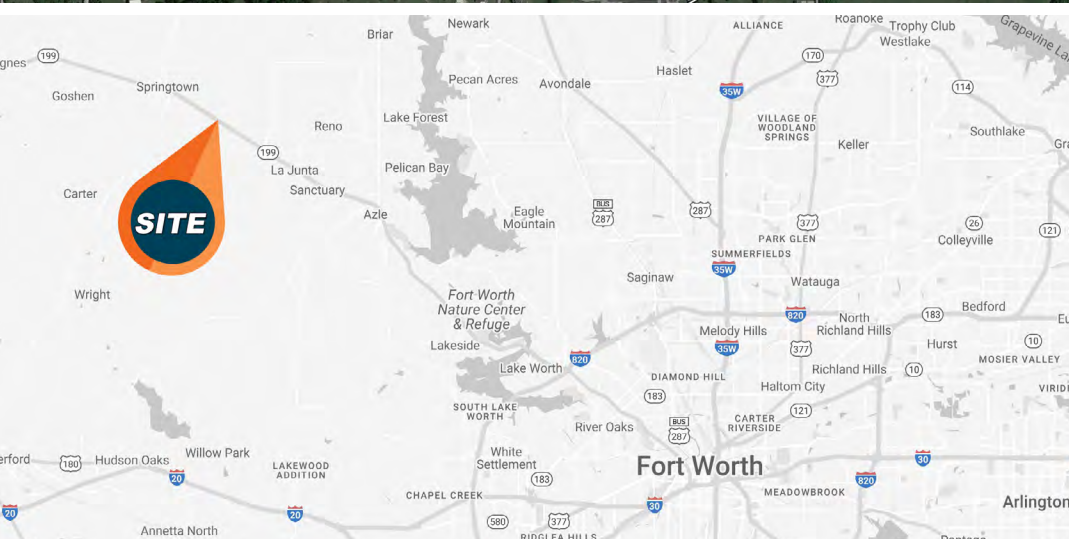 Newark
Roanoke
ALLIANCE
Trophy Club
Briar
Westlake
199
170
Haslet
377
Pecan Acres
Avondale
Springtown
114
35W
Goshen
Lake Forest
VILLAGE OF
WOODLAND
SPRINGS
Reno
Southlake
Keller
199
La Junta
Pelican Bay
Sanctuary
Carter
BUS
287
287
Azle
Eagle
Mountain
SITE
377
26
121
PARK GLEN
Colleyville
SUMMERFIELDS
35W
Saginaw
Watauga
Wright
Fort Worth
Nature Center
& Refuge
Bedford
820
183
North
Richland Hills
Melody Hills
Lakeside
35W
377
Hurst
10
820
MOSIER VALLEY
Lake Worth
Richland Hills
10
DIAMOND HILL
Haltom City
183
SOUTH LAKE
WORTH
121
CARTER
RIVERSIDE
River Oaks
BUS
287
White
Settlement
Willow Park
Hudson Oaks
180
LAKEWOOD
ADDITION
Fort Worth
30
20
183
820
MEADOWBROOK
CHAPEL CREEK
30
Arlington
20
20
580
377
Annetta North
RIDGLEA HILLS